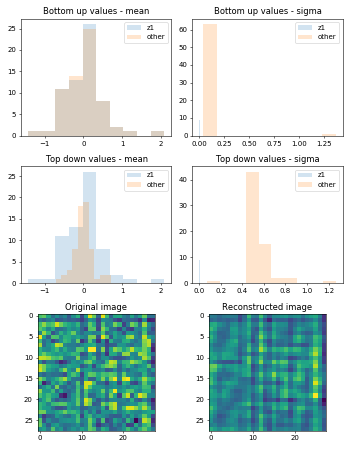 Bottom up values - mean
Bottom up values - sigma
z1
other
z1
other
25
20
15
10
5
0
60
50
40
30
20
10
0
−1 0 1 2
0.00 0.25 0.50 0.75 1.00 1.25
Top down values - mean
Top down values - sigma
z1
other
z1
other
25
20
15
10
5
0
40
30
20
10
0
−1 0 1 2
0.0 0.2 0.4 0.6 0.8 1.0 1.2
Original image
Reconstructed image
0
5
10
15
20
25
0
5
10
15
20
25
0 10 20
0 10 20